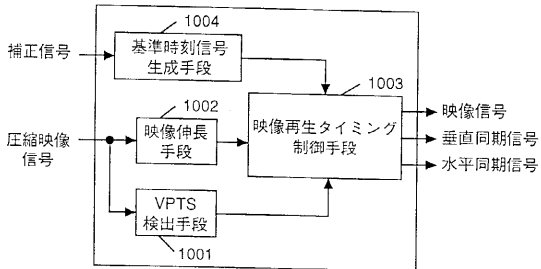 1004
補正信号
基準時刻信号
生成手段
1003
1002
圧縮映像
信号
映像伸長
手段
映像再生タイミング
制御手段
映像信号
垂直同期信号
水平同期信号
VPTS
検出手段
1001